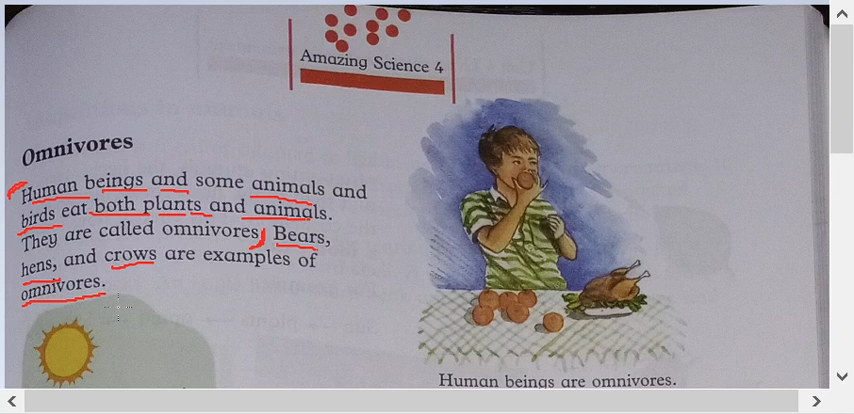 Amazing Science 4
Omnivores
Human beings and some animals and
birds eat both plants and animals.
They are called omnivores. Bears,
hens, and crows are examples of
omnivores.
Human beings are omnivores.